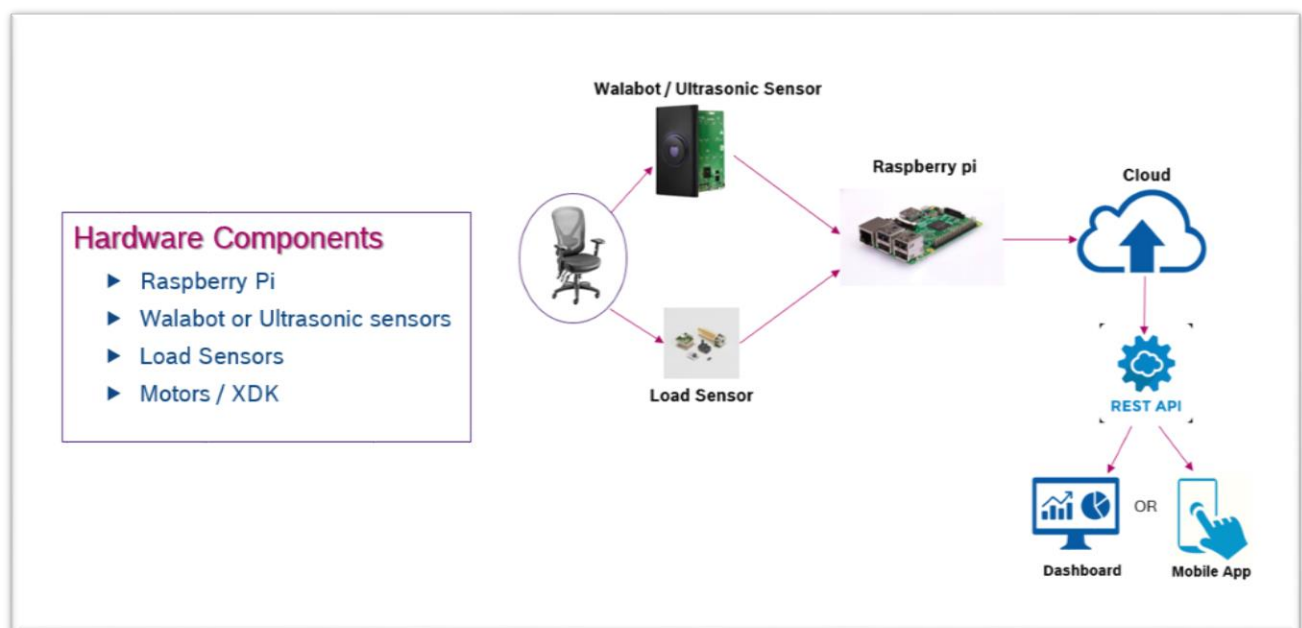 Hardware Components
Raspberry Pi
Walabot or Ultrasonic sensors
Load Sensors
Motors / XDK
Walabot / Ultrasonic Sensor
Load Sensor
Raspberry pi
Cloud
REST API
OR
Dashboard
Mobile App